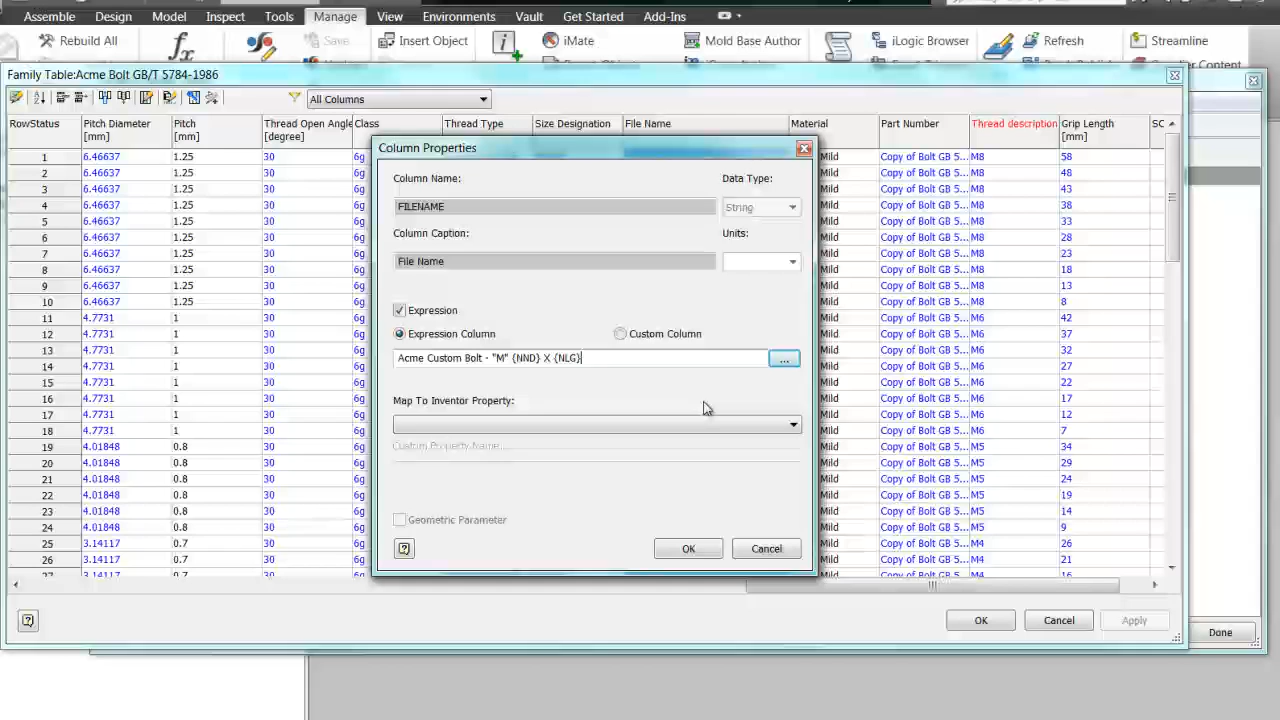 Assembly Design Model Inspect Tools Manage View Environments Vault Get Started Add-Ins
Rebuild All Save Insert Object iMate Mold Base Author iLogic Browser Refresh Streamline
Family Table:Acme Bolt GB/T 5784-1986
All Columns
RowStatus Pitch Diameter [mm] Pitch [mm] Thread Open Angle [degree] Class Thread Type Size Designation File Name Material Part Number Thread description Grip Length [mm] SC
1 6.46637 1.25 30 6g Mild Copy of Bolt GB 5... M8 58
2 6.46637 1.25 30 6g Mild Copy of Bolt GB 5... M8 48
3 6.46637 1.25 30 6g Mild Copy of Bolt GB 5... M8 43
4 6.46637 1.25 30 6g Mild Copy of Bolt GB 5... M8 38
5 6.46637 1.25 30 6g Mild Copy of Bolt GB 5... M8 33
6 6.46637 1.25 30 6g Mild Copy of Bolt GB 5... M8 28
7 6.46637 1.25 30 6g Mild Copy of Bolt GB 5... M8 23
8 6.46637 1.25 30 6g Mild Copy of Bolt GB 5... M8 18
9 6.46637 1.25 30 6g Mild Copy of Bolt GB 5... M8 13
10 6.46637 1.25 30 6g Mild Copy of Bolt GB 5... M8 8
11 4.7731 1 30 6g Mild Copy of Bolt GB 5... M6 42
12 4.7731 1 30 6g Mild Copy of Bolt GB 5... M6 37
13 4.7731 1 30 6g Mild Copy of Bolt GB 5... M6 32
14 4.7731 1 30 6g Mild Copy of Bolt GB 5... M6 27
15 4.7731 1 30 6g Mild Copy of Bolt GB 5... M6 22
16 4.7731 1 30 6g Mild Copy of Bolt GB 5... M6 17
17 4.7731 1 30 6g Mild Copy of Bolt GB 5... M6 12
18 4.7731 1 30 6g Mild Copy of Bolt GB 5... M6 7
19 4.01848 0.8 30 6g Mild Copy of Bolt GB 5... M5 34
20 4.01848 0.8 30 6g Mild Copy of Bolt GB 5... M5 29
21 4.01848 0.8 30 6g Mild Copy of Bolt GB 5... M5 24
22 4.01848 0.8 30 6g Mild Copy of Bolt GB 5... M5 19
23 4.01848 0.8 30 6g Mild Copy of Bolt GB 5... M5 14
24 4.01848 0.8 30 6g Mild Copy of Bolt GB 5... M5 9
25 3.14117 0.7 30 6g Mild Copy of Bolt GB 5... M4 26
26 3.14117 0.7 30 6g Mild Copy of Bolt GB 5... M4 21
27 3.14117 0.7 30 6g Mild Copy of Bolt GB 5... M4 16
Column Properties
Column Name: Data Type:
FILENAME String
Column Caption: Units:
File Name
Expression
Expression Column Custom Column
Acme Custom Bolt - "M" {NND} X {NLG} ...
Map To Inventor Property:
Custom Property Name...
Geometric Parameter
OK Cancel
OK Cancel Apply
Done